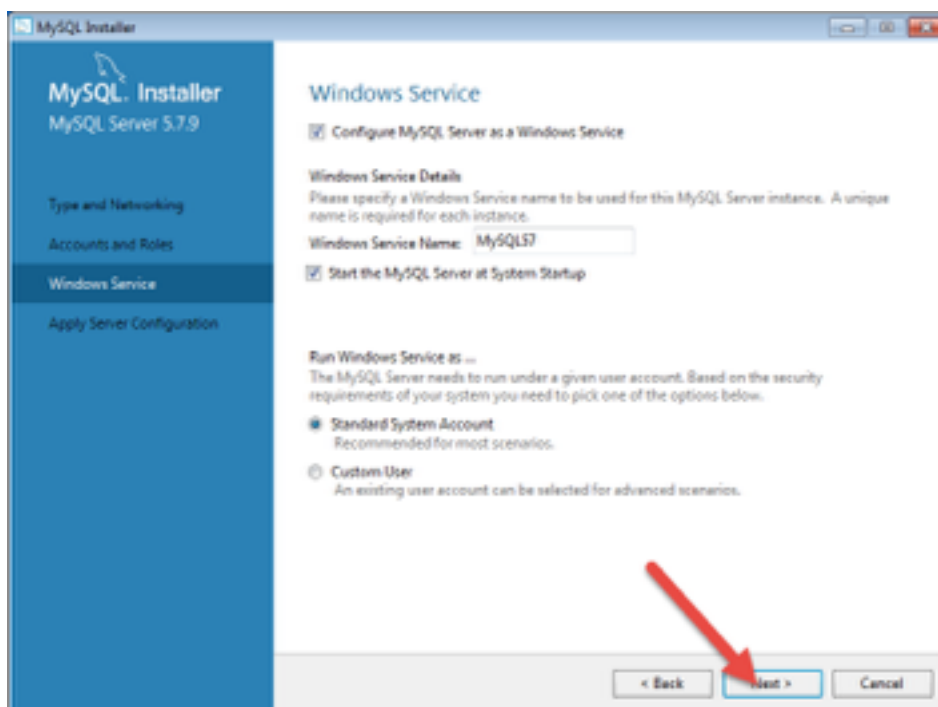 MySQL Installer
MySQL. Installer
MySQL Server 5.7.9
Type and Networking
Accounts and Roles
Windows Service
Apply Server Configuration
Windows Service
Configure MySQL Server as a Windows Service
Windows Service Details
Please specify a Windows Service name to be used for this MySQL Server instance. A unique
name is required for each instance.
Windows Service Name: MySQL57
Start the MySQL Server at System Startup
Run Windows Service as ...
The MySQL Server needs to run under a given user account. Based on the security
requirements of your system you need to pick one of the options below.
Standard System Account
Recommended for most scenarios.
Custom User
An existing user account can be selected for advanced scenarios.
< Back Next > Cancel